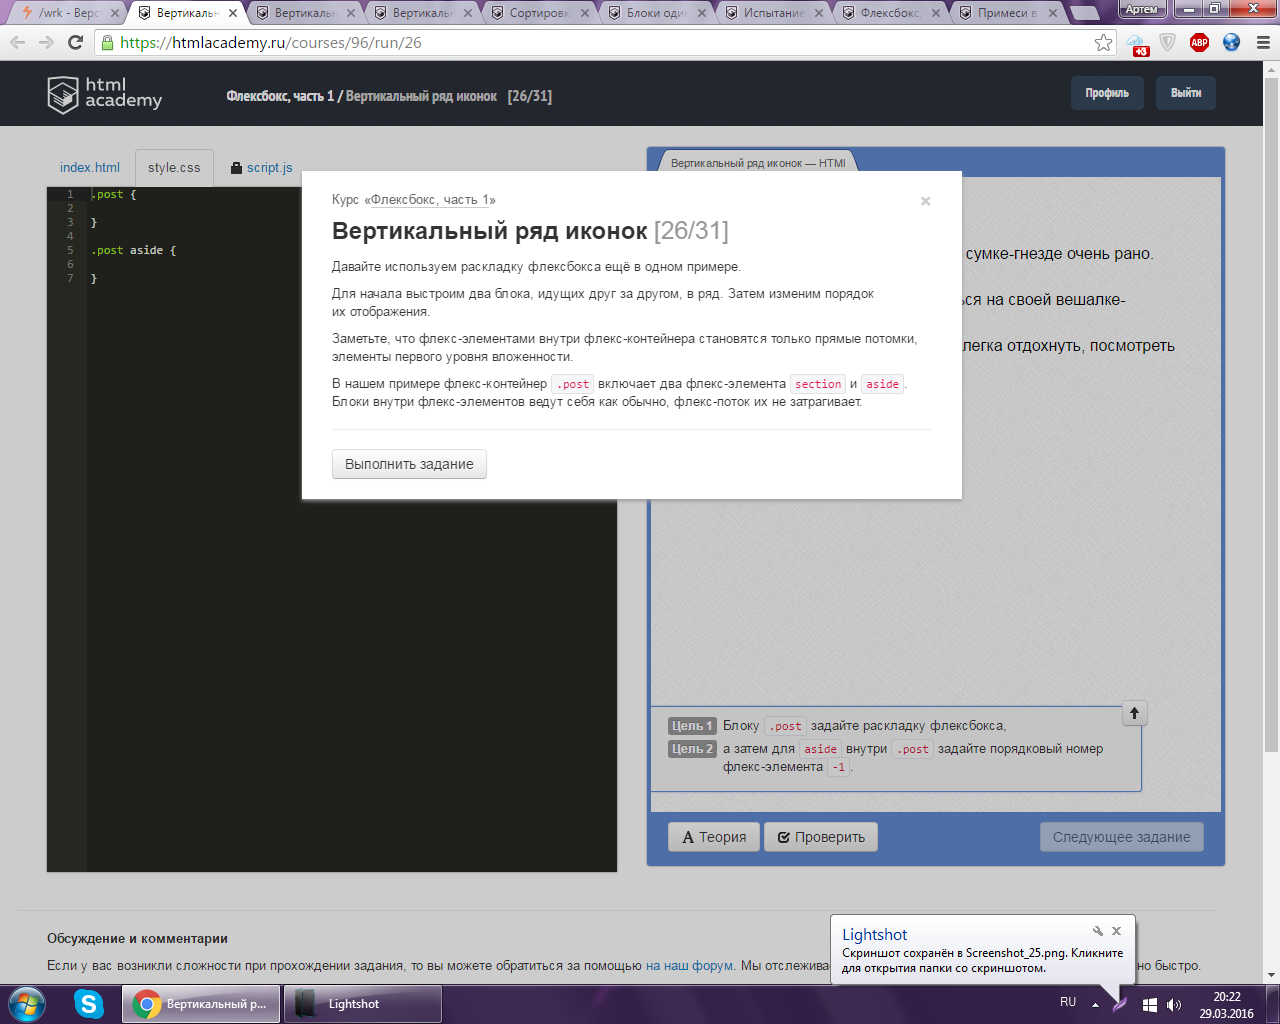 /wrk - Верс
Вертикальн
Вертикальн
Вертикальн
Сортировк
Блоки один
Испытание
Флексбокс,
Примеси в
Артем
https://htmlacademy.ru/courses/96/run/26
+3
ABP
html
academy
Флексбокс, часть 1 / Вертикальный ряд иконок [26/31]
Профиль
Выйти
index.html
style.css
script.js
Вертикальный ряд иконок — HTMl
1 .post {
2
3 }
4
5 .post aside {
6
7 }
сумке-гнезде очень рано.
ся на своей вешалке-
легка отдохнуть, посмотреть
Курс «Флексбокс, часть 1»
×
Вертикальный ряд иконок [26/31]
Давайте используем раскладку флексбокса ещё в одном примере.
Для начала выстроим два блока, идущих друг за другом, в ряд. Затем изменим порядок
их отображения.
Заметьте, что флекс-элементами внутри флекс-контейнера становятся только прямые потомки,
элементы первого уровня вложенности.
В нашем примере флекс-контейнер .post включает два флекс-элемента section и aside.
Блоки внутри флекс-элементов ведут себя как обычно, флекс-поток их не затрагивает.
Выполнить задание
Цель 1 Блоку .post задайте раскладку флексбокса,
Цель 2 а затем для aside внутри .post задайте порядковый номер
флекс-элемента -1.
Теория
Проверить
Следующее задание
Обсуждение и комментарии
Если у вас возникли сложности при прохождении задания, то вы можете обратиться за помощью на наш форум. Мы отслежива
но быстро.
Lightshot
Скриншот сохранён в Screenshot_25.png. Кликните
для открытия папки со скриншотом.
Вертикальный р...
Lightshot
RU
20:22
29.03.2016